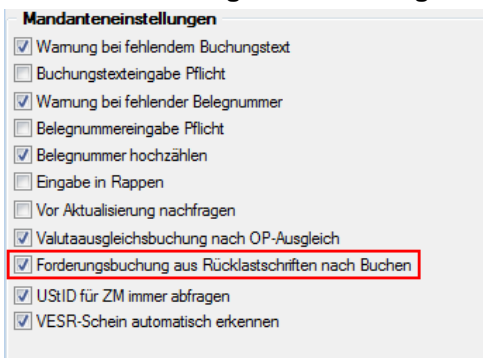 Mandanteneinstellungen
Warnung bei fehlendem Buchungstext
Buchungstexteingabe Pflicht
Warnung bei fehlender Belegnummer
Belegnummereingabe Pflicht
Belegnummer hochzählen
Eingabe in Rappen
Vor Aktualisierung nachfragen
Valutaausgleichsbuchung nach OP-Ausgleich
Forderungsbuchung aus Rücklastschriften nach Buchen
UStID für ZM immer abfragen
VESR-Schein automatisch erkennen